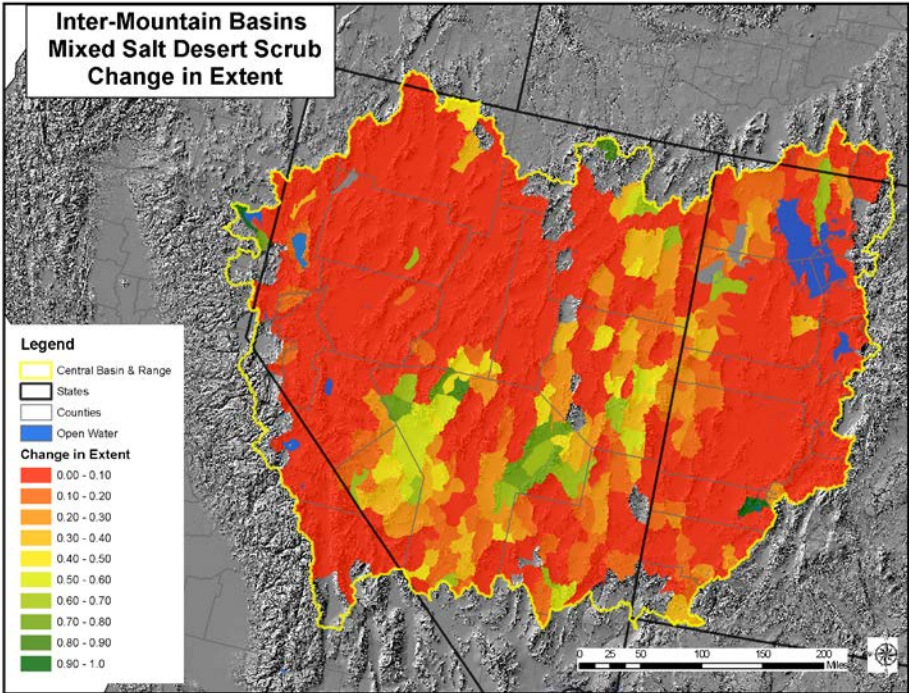 Inter-Mountain Basins
Mixed Salt Desert Scrub
Change in Extent
Legend
Central Basin & Range
States
Counties
Open Water
Change in Extent
0.00 - 0.10
0.10 - 0.20
0.20 - 0.30
0.30 - 0.40
0.40 - 0.50
0.50 - 0.60
0.60 - 0.70
0.70 - 0.80
0.80 - 0.90
0.90 - 1.0
0 25 50 100 150 200
Miles